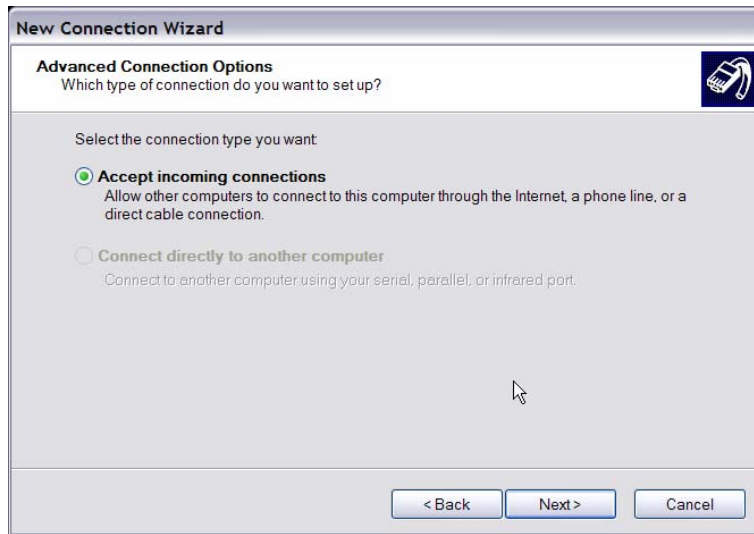 New Connection Wizard
Advanced Connection Options
Which type of connection do you want to set up?
Select the connection type you want:
Accept incoming connections
Allow other computers to connect to this computer through the Internet, a phone line, or a
direct cable connection.
Connect directly to another computer
Connect to another computer using your serial, parallel, or infrared port.
< Back
Next >
Cancel